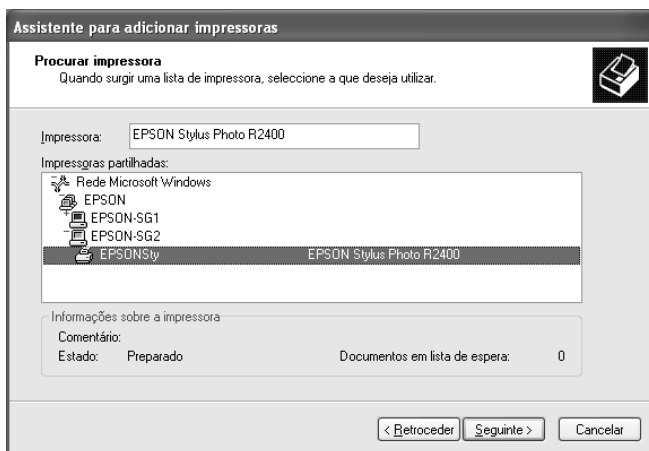 Assistente para adicionar impressoras
Procurar impressora
Quando surgir uma lista de impressora, seleccione a que deseja utilizar.
Impressora: EPSON Stylus Photo R2400
Impressoras partilhadas:
Rede Microsoft Windows
EPSON
EPSON-SG1
EPSON-SG2
EPSONSty EPSON Stylus Photo R2400
Informações sobre a impressora
Comentário:
Estado: Preparado Documentos em lista de espera: 0
< Retroceder Seguinte > Cancelar